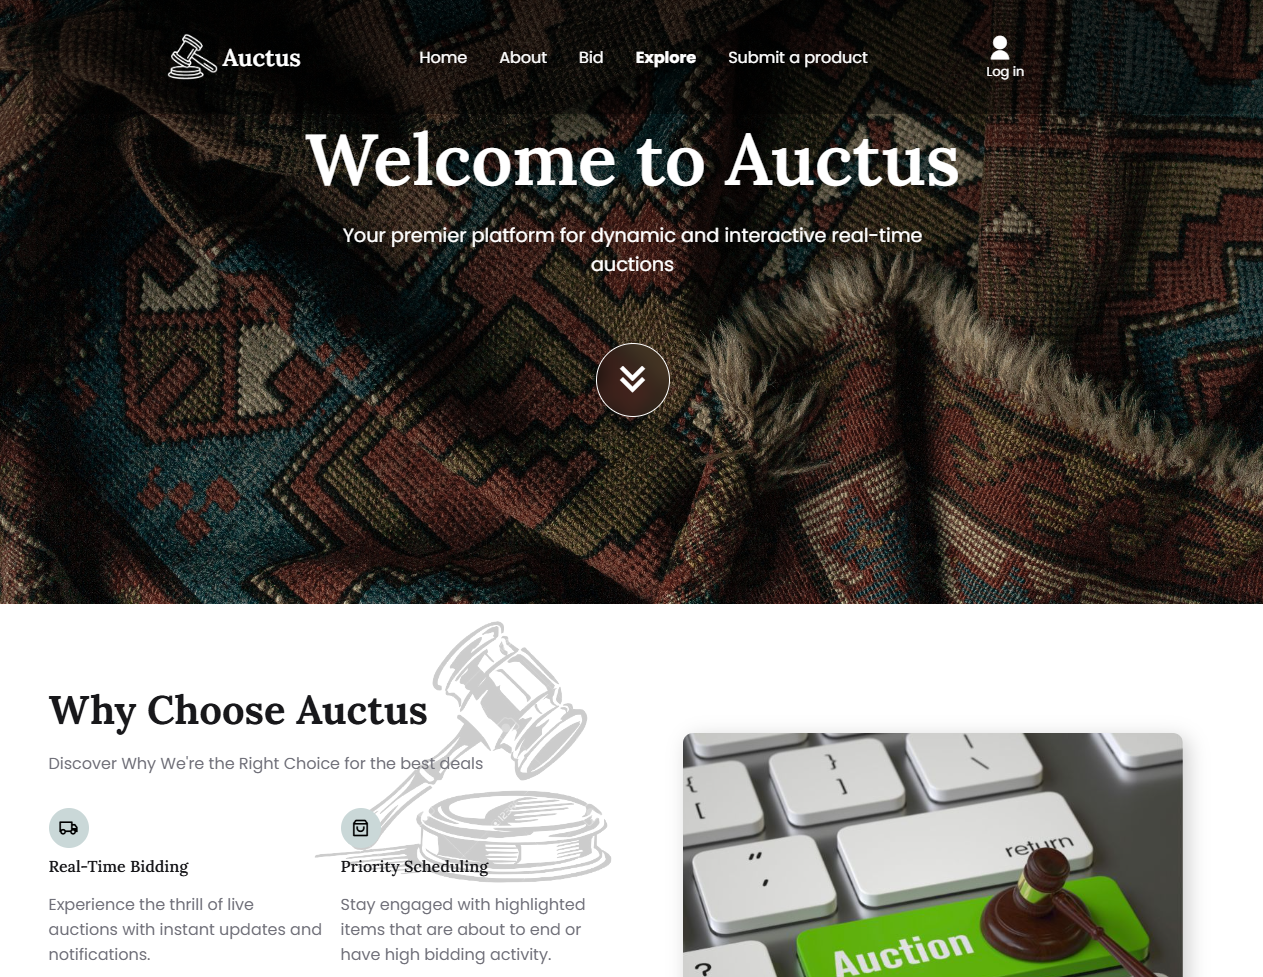 Auctus
Home About Bid Explore Submit a product
Log in
Welcome to Auctus
Your premier platform for dynamic and interactive real-time
auctions
Why Choose Auctus
Discover Why We're the Right Choice for the best deals
Real-Time Bidding
Experience the thrill of live
auctions with instant updates and
notifications.
Priority Scheduling
Stay engaged with highlighted
items that are about to end or
have high bidding activity.
{
[
}
]
|
\
"
,
return
Auction
?